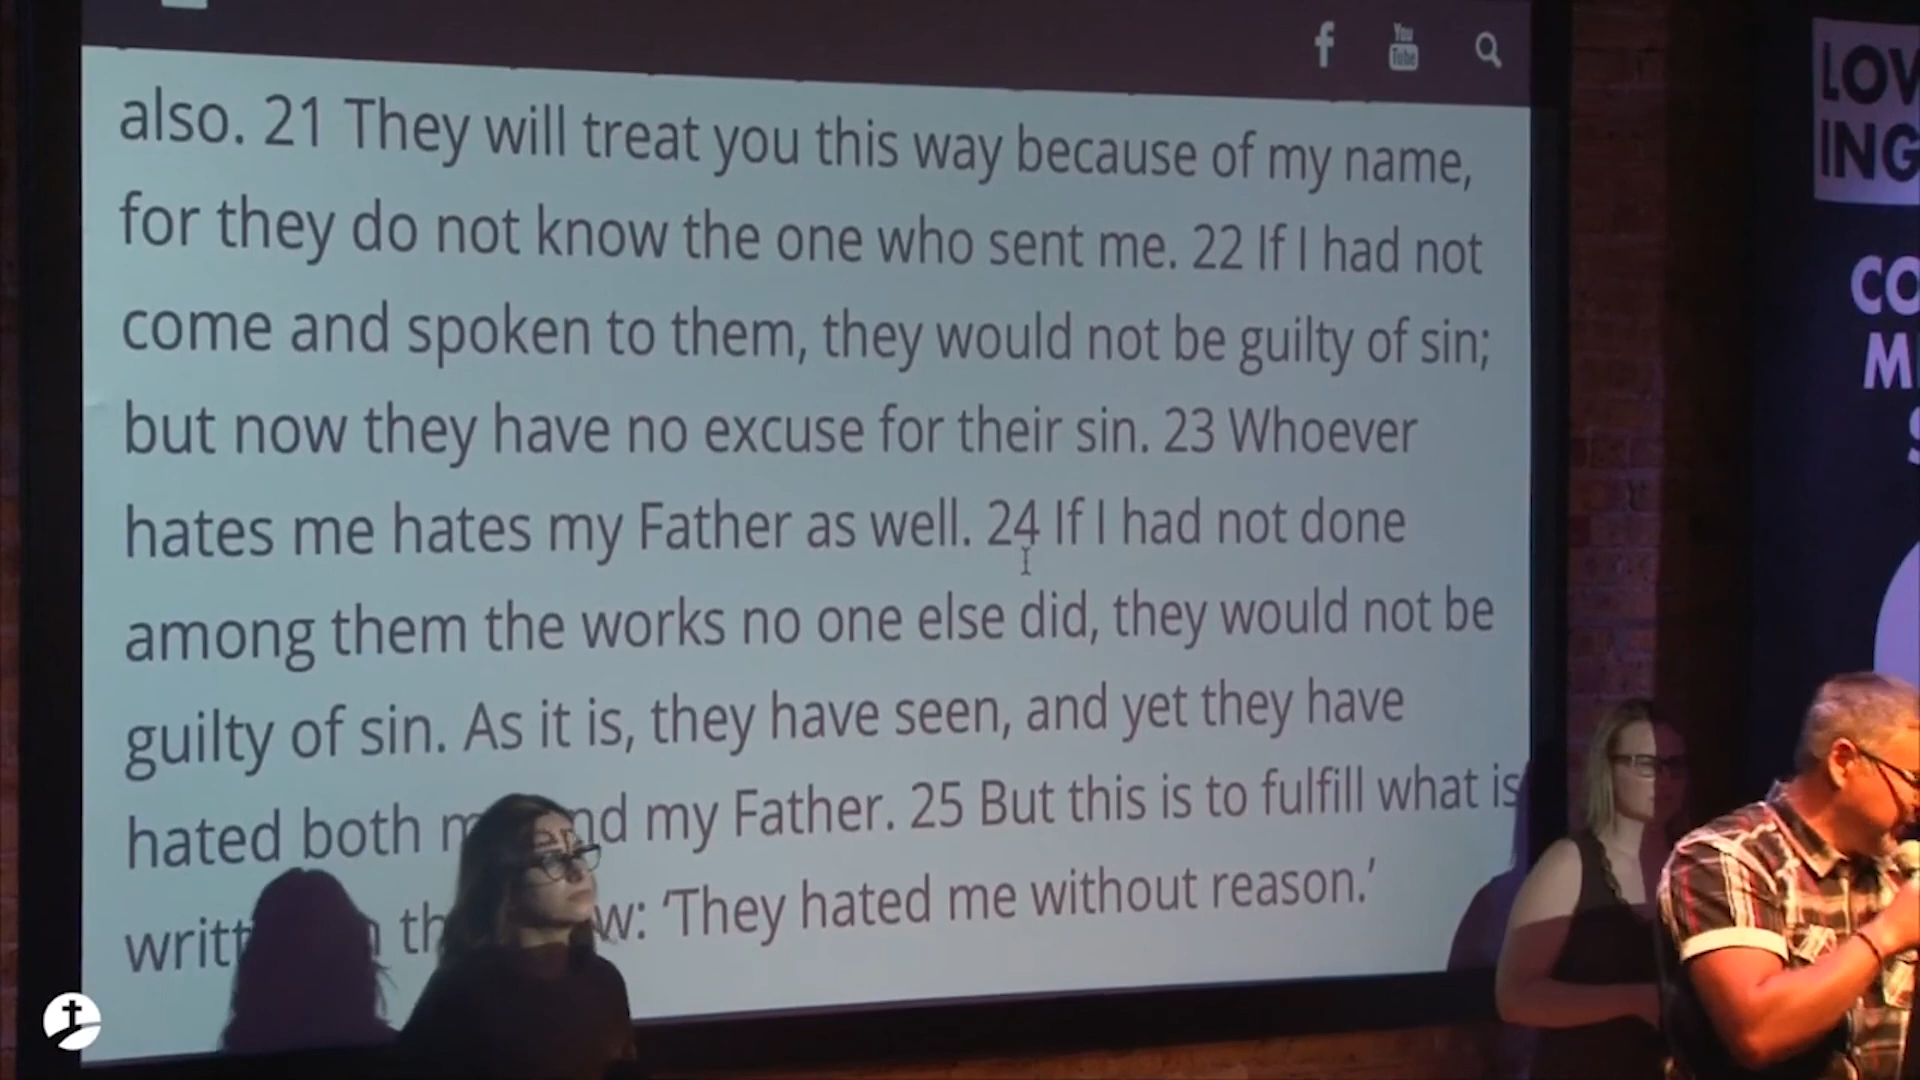 also. 21 They will treat you this way because of my name,
for they do not know the one who sent me. 22 If I had not
come and spoken to them, they would not be guilty of sin;
but now they have no excuse for their sin. 23 Whoever
hates me hates my Father as well. 24 If I had not done
among them the works no one else did, they would not be
guilty of sin. As it is, they have seen, and yet they have
hated both my Father. 25 But this is to fulfill what is
'They hated me without reason.'
f
You
Tube
LOV
ING
CO
M
S